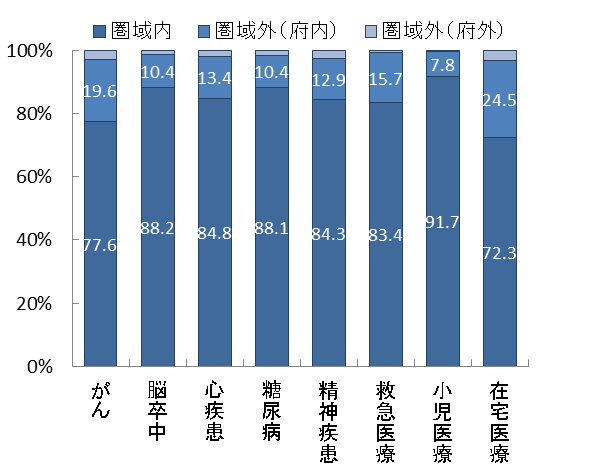 圏域内 圏域外(府内) 圏域外(府外)
100%
80%
60%
40%
20%
0%
19.6 10.4 13.4 10.4 12.9 15.7 7.8 24.5
77.6 88.2 84.8 88.1 84.3 83.4 91.7 72.3
がん
脳卒中
心疾患
糖尿病
精神疾患
救急医療
小児医療
在宅医療